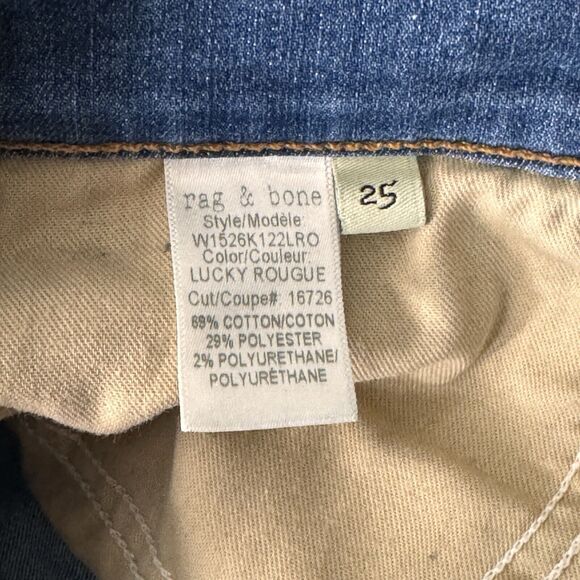 rag & bone
Style/Modèle:
W1526K122LRO
Color/Couleur:
LUCKY ROUGUE
Cut/Coupe#: 16726
69% COTTON/COTON
29% POLYESTER
2% POLYURETHANE/
POLYURÉTHANE
25